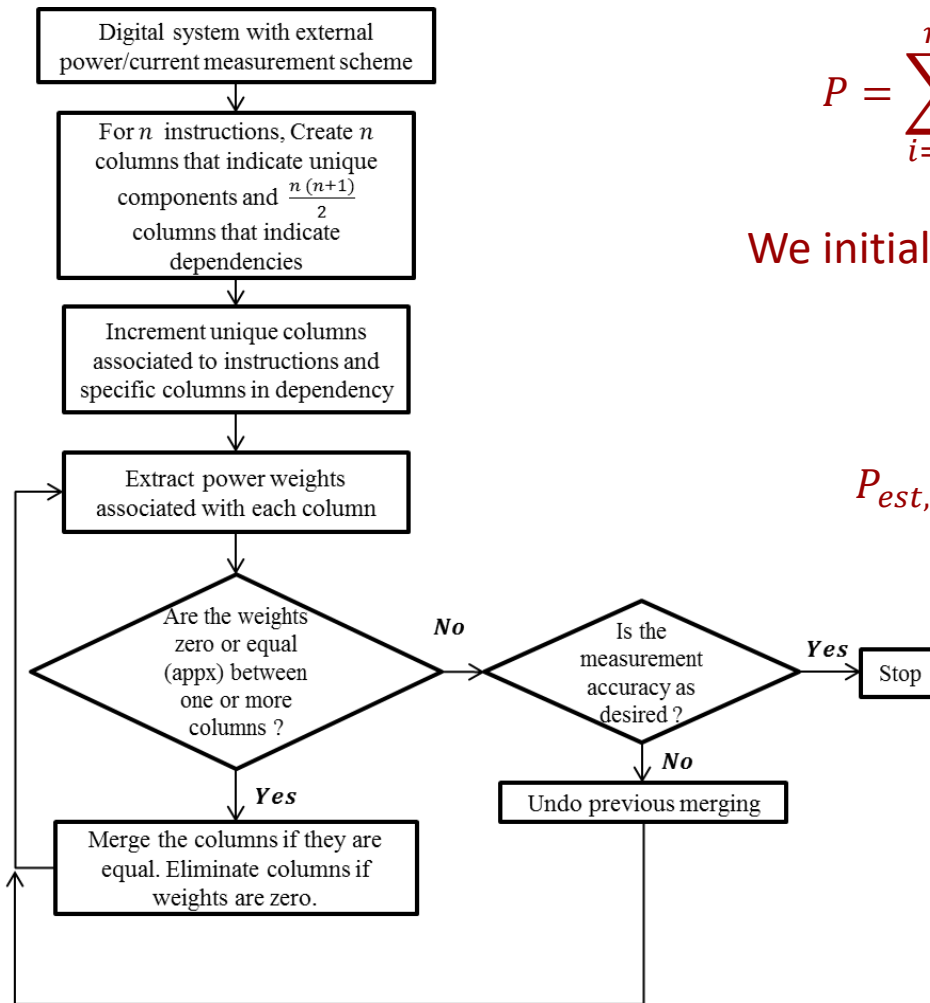 Digital system with external
power/current measurement scheme
For n instructions, Create n
columns that indicate unique
components and n (n+1)/2
columns that indicate
dependencies
Increment unique columns
associated to instructions and
specific columns in dependency
Extract power weights
associated with each column
Are the weights
zero or equal
(appx) between
one or more
columns ?
No
Is the
measurement
accuracy as
desired ?
Yes
Stop
Yes
Merge the columns if they are
equal. Eliminate columns if
weights are zero.
No
Undo previous merging
P = ∑ i=
We initial
P_est,